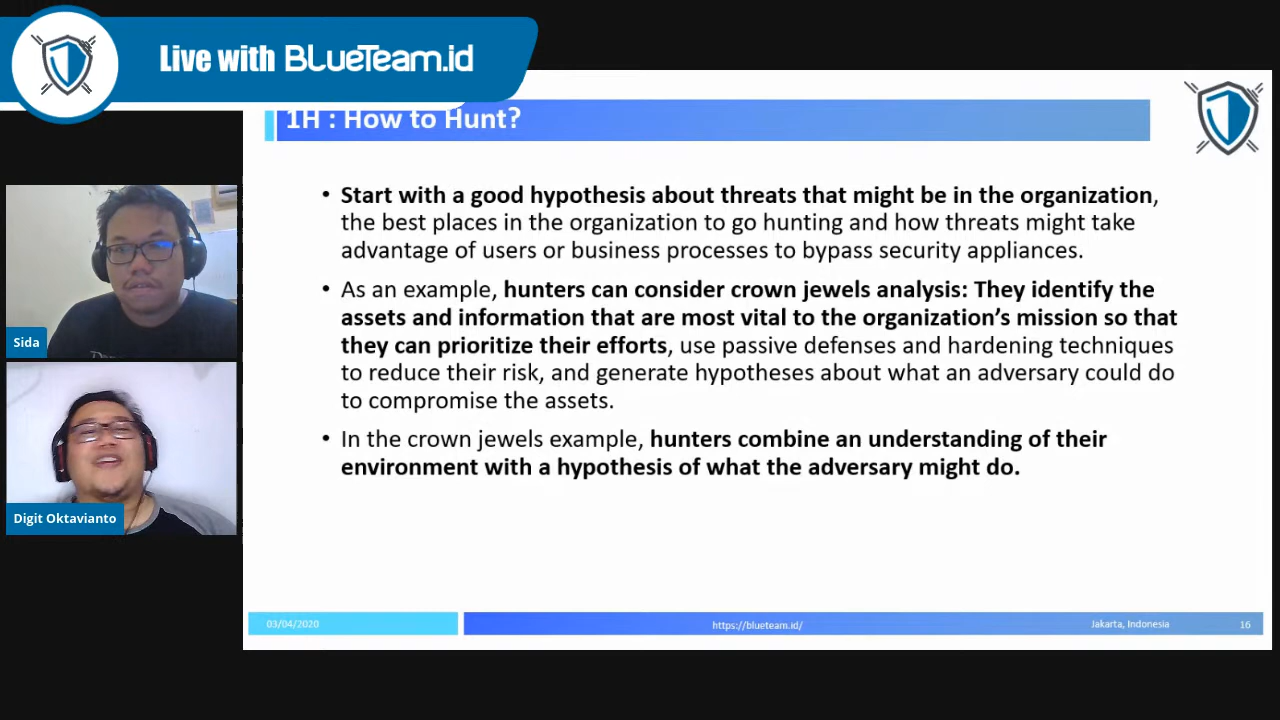 Live with BLueTeam.id
1H : How to Hunt?
• Start with a good hypothesis about threats that might be in the organization,
the best places in the organization to go hunting and how threats might take
advantage of users or business processes to bypass security appliances.
• As an example, hunters can consider crown jewels analysis: They identify the
assets and information that are most vital to the organization's mission so that
they can prioritize their efforts, use passive defenses and hardening techniques
to reduce their risk, and generate hypotheses about what an adversary could do
to compromise the assets.
• In the crown jewels example, hunters combine an understanding of their
environment with a hypothesis of what the adversary might do.
Sida
Digit Oktavianto
03/04/2020
https://blueteam.id/
Jakarta, Indonesia
16